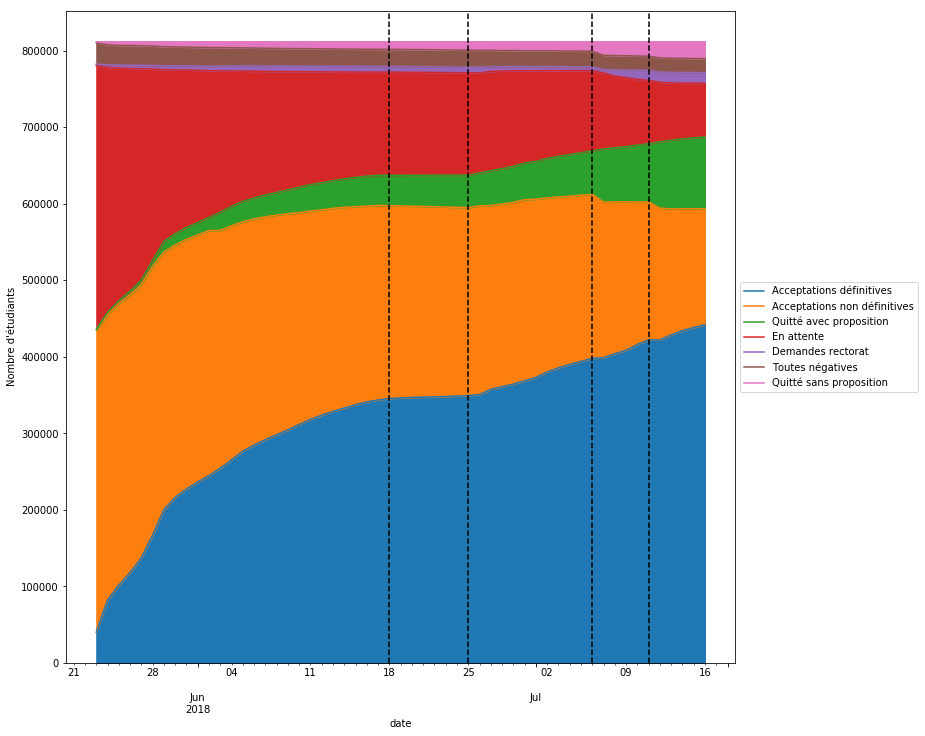 800000
700000
600000
500000
400000
300000
200000
100000
0
Nombre d'étudiants
21 28 04 11 18 25 02 09 16
Jun Jul
2018
date
Acceptations définitives
Acceptations non définitives
Quitté avec proposition
En attente
Demandes rectorat
Toutes négatives
Quitté sans proposition